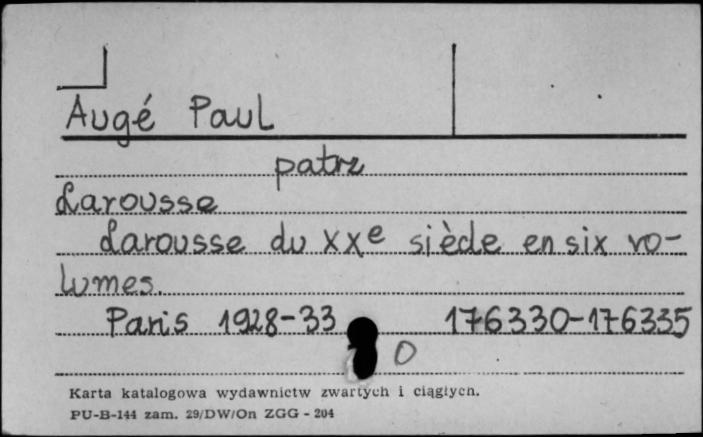 Augé Paul
patrz
Larousse
Larousse du XXe siècle en six vo-
lumes.
Paris 1928-33 176330-176335
0
Karta katalogowa wydawnictw zwartych i ciągłych.
PU-B-144 zam. 29/DW/On ZGG - 204